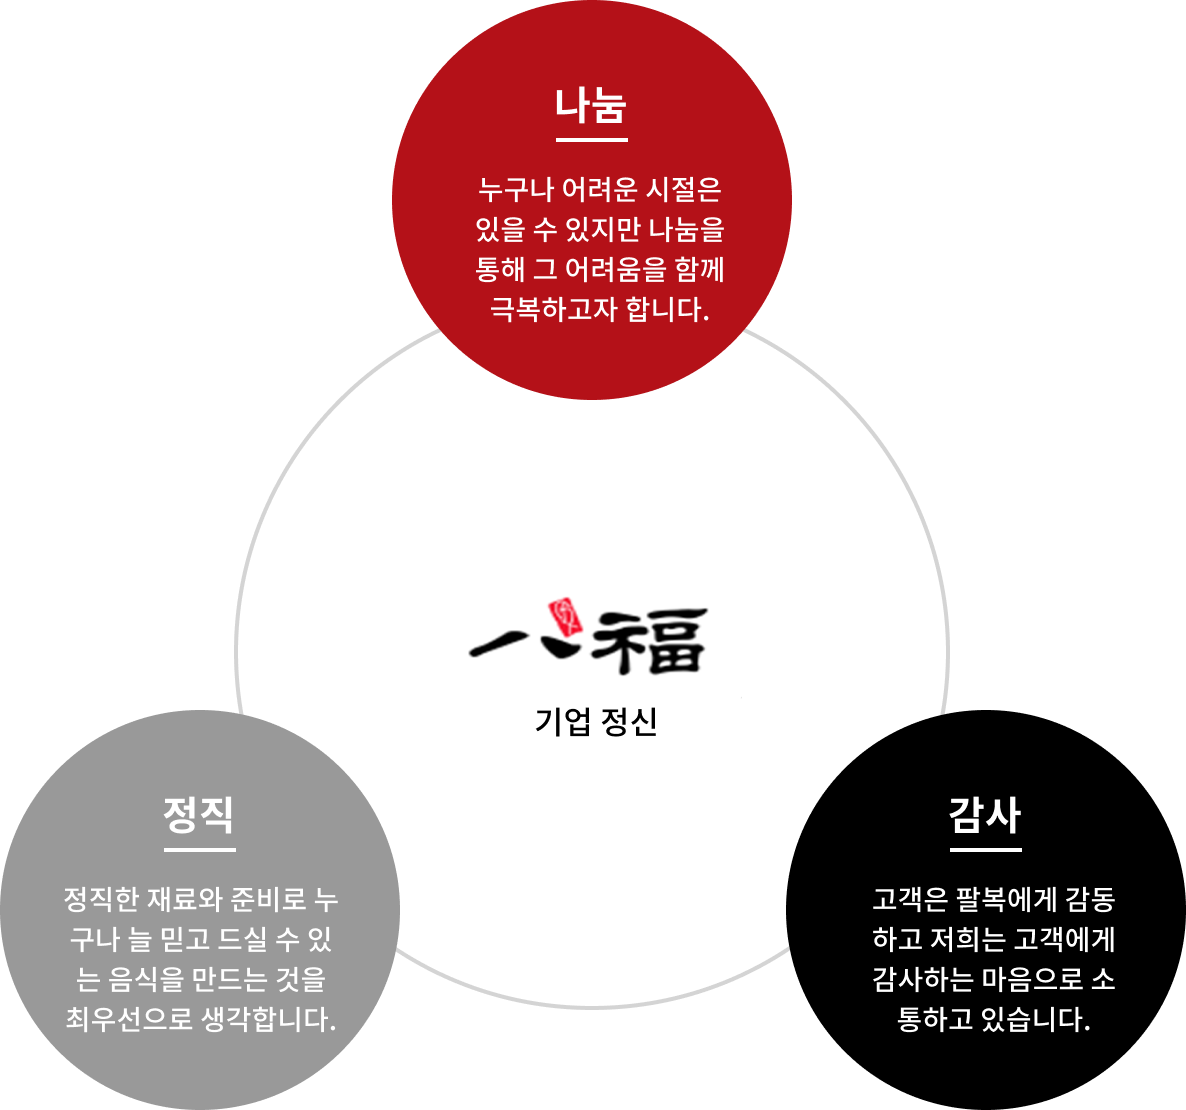 나눔
누구나 어려운 시절은
있을 수 있지만 나눔을
통해 그 어려움을 함께
극복하고자 합니다.
八福
기업 정신
정직
정직한 재료와 준비로 누
구나 늘 믿고 드실 수 있
는 음식을 만드는 것을
최우선으로 생각합니다.
감사
고객은 팔복에게 감동
하고 저희는 고객에게
감사하는 마음으로 소
통하고 있습니다.